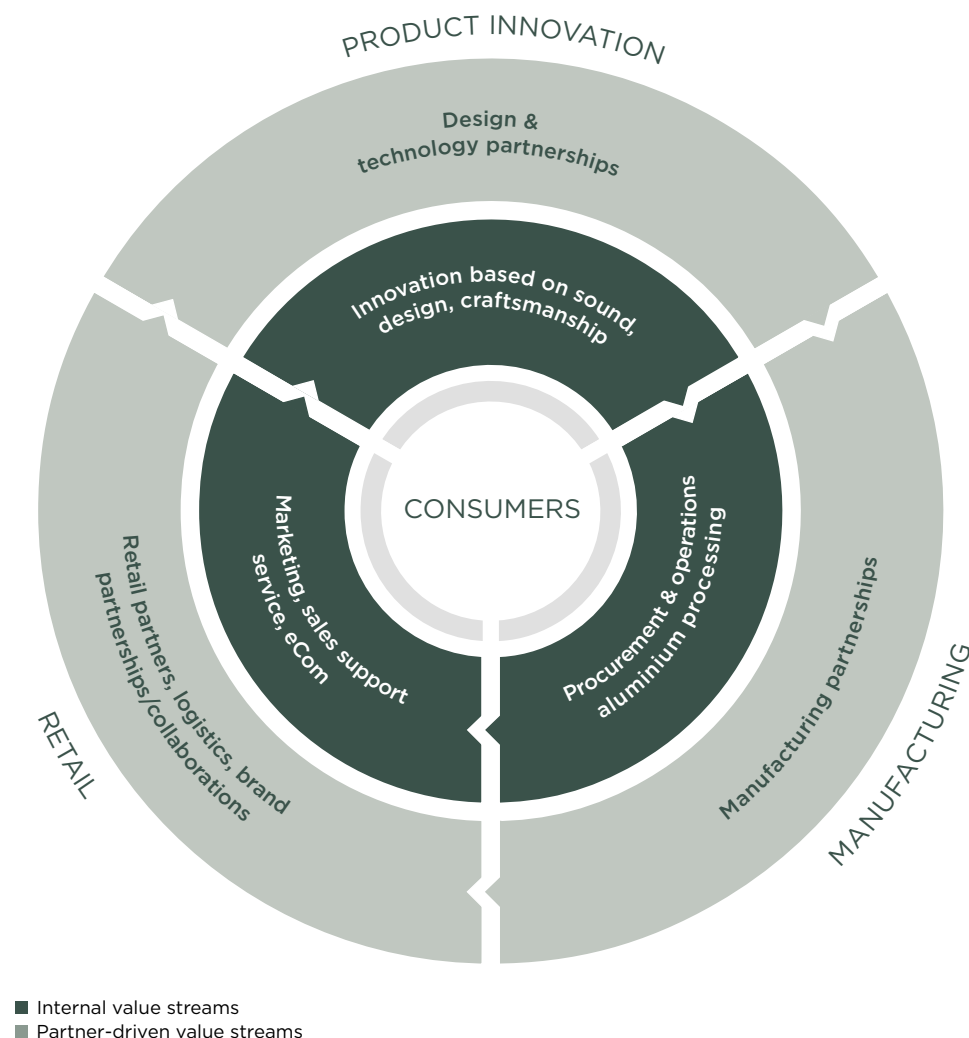 PRODUCT INNOVATION
Design &
technology partnerships
Innovation based on sound,
design, craftsmanship
CONSUMERS
Marketing, sales support
service, eCom
Procurement & operations
aluminium processing
Retail partners, logistics, brand
partnerships/collaborations
Manufacturing partnerships
RETAIL
MANUFACTURING
Internal value streams
Partner-driven value streams